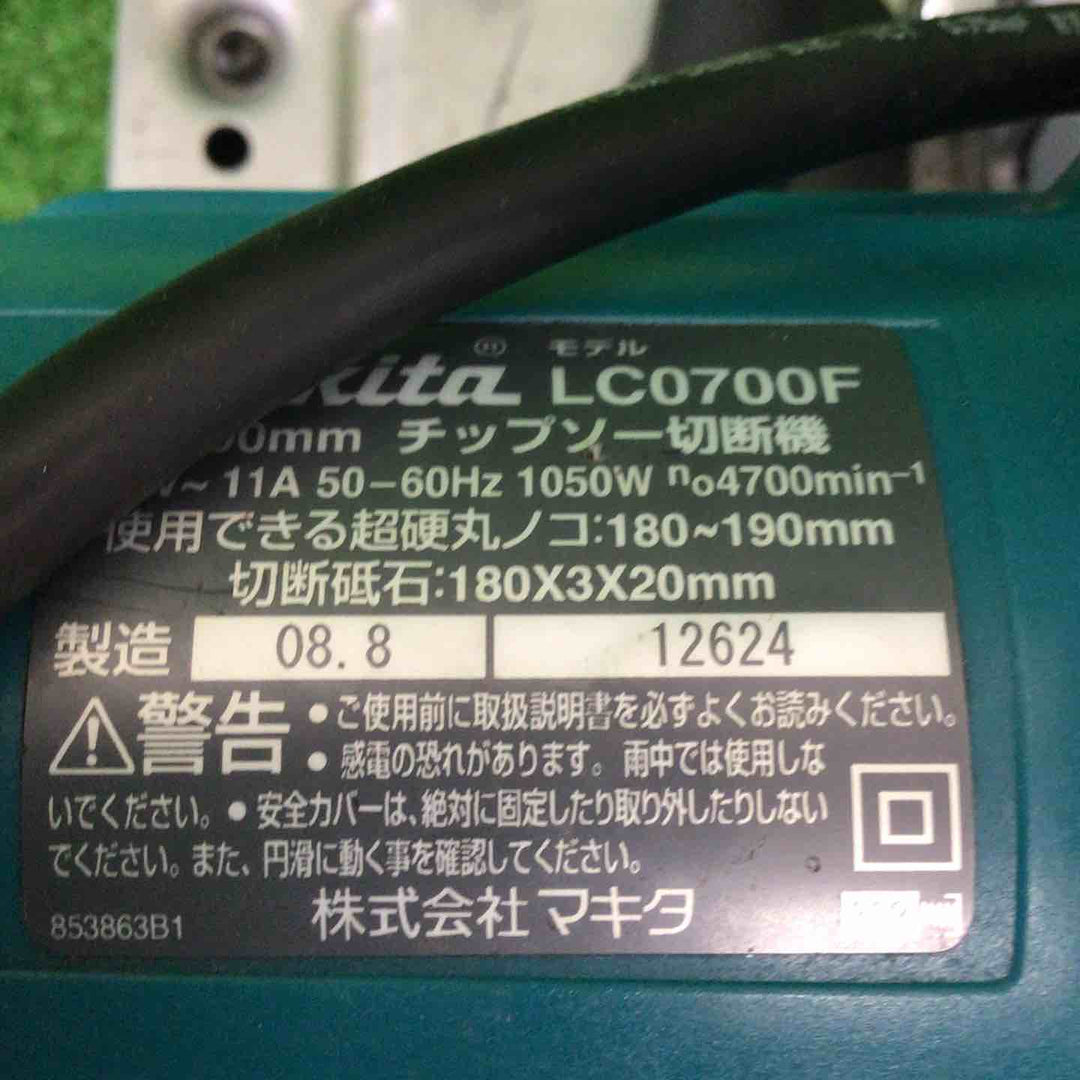 モデル
LC0700F
0mm チップソー切断機
V~ 11A 50-60Hz 1050W n₀4700min⁻¹
使用できる超硬丸ノコ:180~190mm
切断砥石:180X3X20mm
製造 08.8 12624
警告 •ご使用前に取扱説明書を必ずよくお読みください。
•感電の恐れがあります。雨中では使用しな
いでください。•安全カバーは、絶対に固定したり取り外したりしない
でください。また、円滑に動く事を確認してください。
853863B1 株式会社マキタ